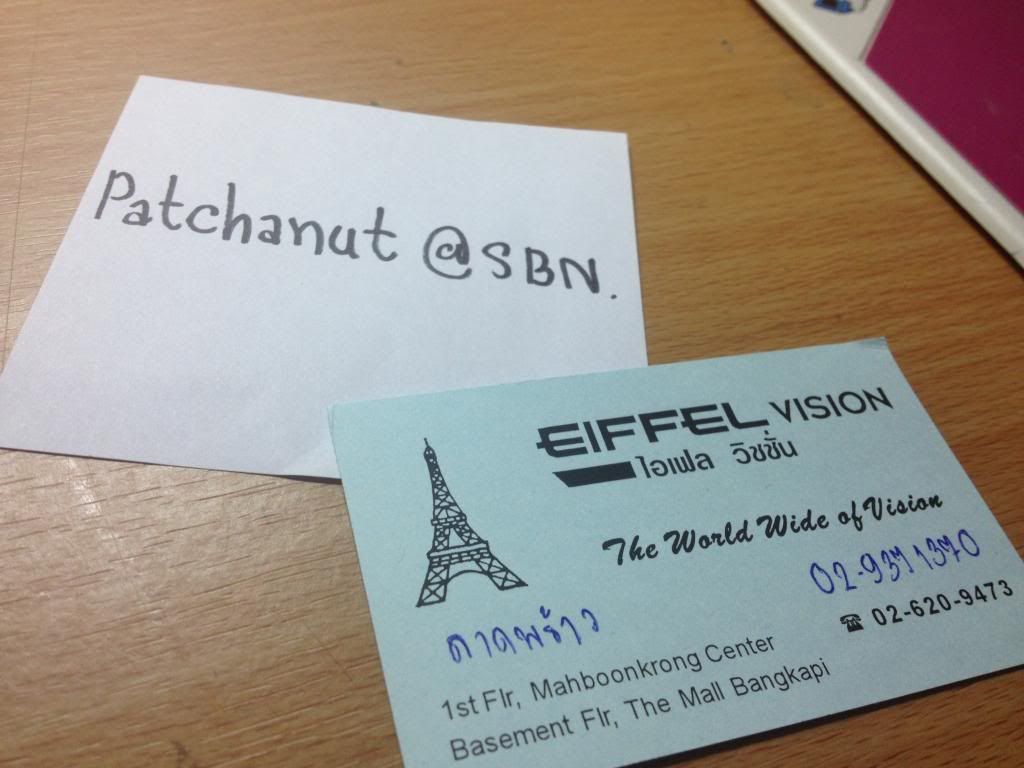 Patchanut @SBN.
EIFFEL VISION
ไอเฟล วิชชั่น
The World Wide of Vision
02-9371370
ลาดพร้าว
☎ 02-620-9473
1st Flr, Mahboonkrong Center
Basement Flr, The Mall Bangkapi